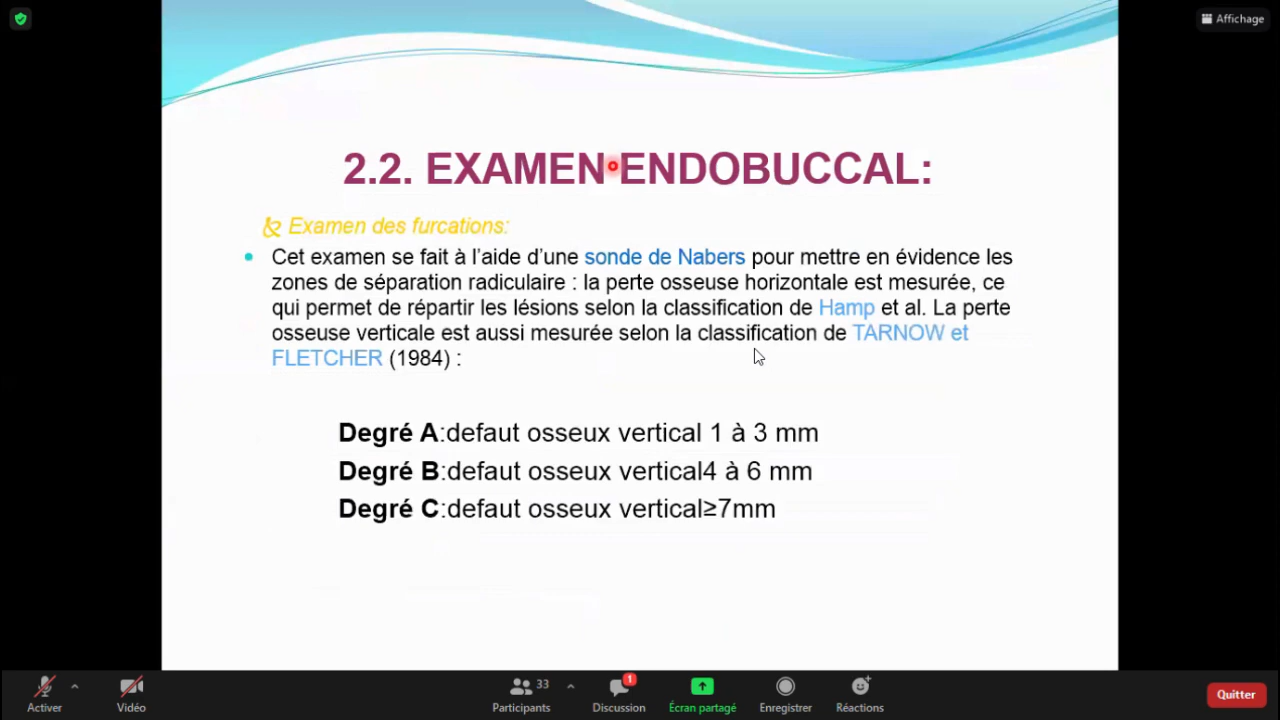 Affichage
2.2. EXAMEN ENDOBUCCAL:
Examen des furcations:
Cet examen se fait à l'aide d'une sonde de Nabers pour mettre en évidence les
zones de séparation radiculaire : la perte osseuse horizontale est mesurée, ce
qui permet de répartir les lésions selon la classification de Hamp et al. La perte
osseuse verticale est aussi mesurée selon la classification de TARNOW et
FLETCHER (1984) :
Degré A:defaut osseux vertical 1 à 3 mm
Degré B:defaut osseux vertical4 à 6 mm
Degré C:defaut osseux vertical≥7mm
33
1
Activer
Vidéo
Participants
Discussion
Écran partagé
Enregistrer
Réactions
Quitter